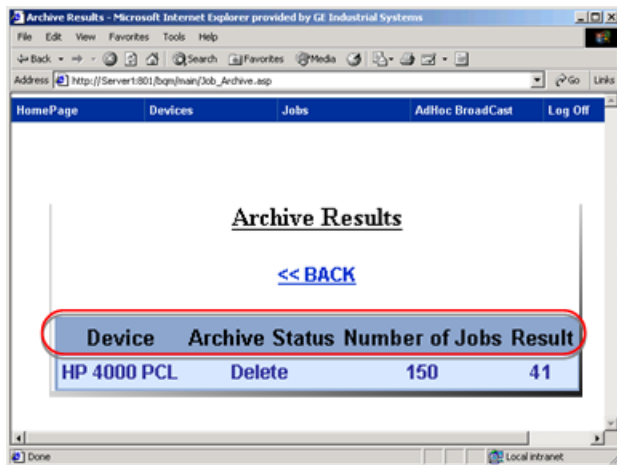 Archive Results - Microsoft Internet Explorer provided by GE Industrial Systems
File Edit View Favorites Tools Help
Back Search Favorites Media
Address http://Server1:801/bqm/main/Job_Archive.asp Go Links
HomePage Devices Jobs AdHoc BroadCast Log Off
Archive Results
<< BACK
Device Archive Status Number of Jobs Result
HP 4000 PCL Delete 150 41
Done Local intranet